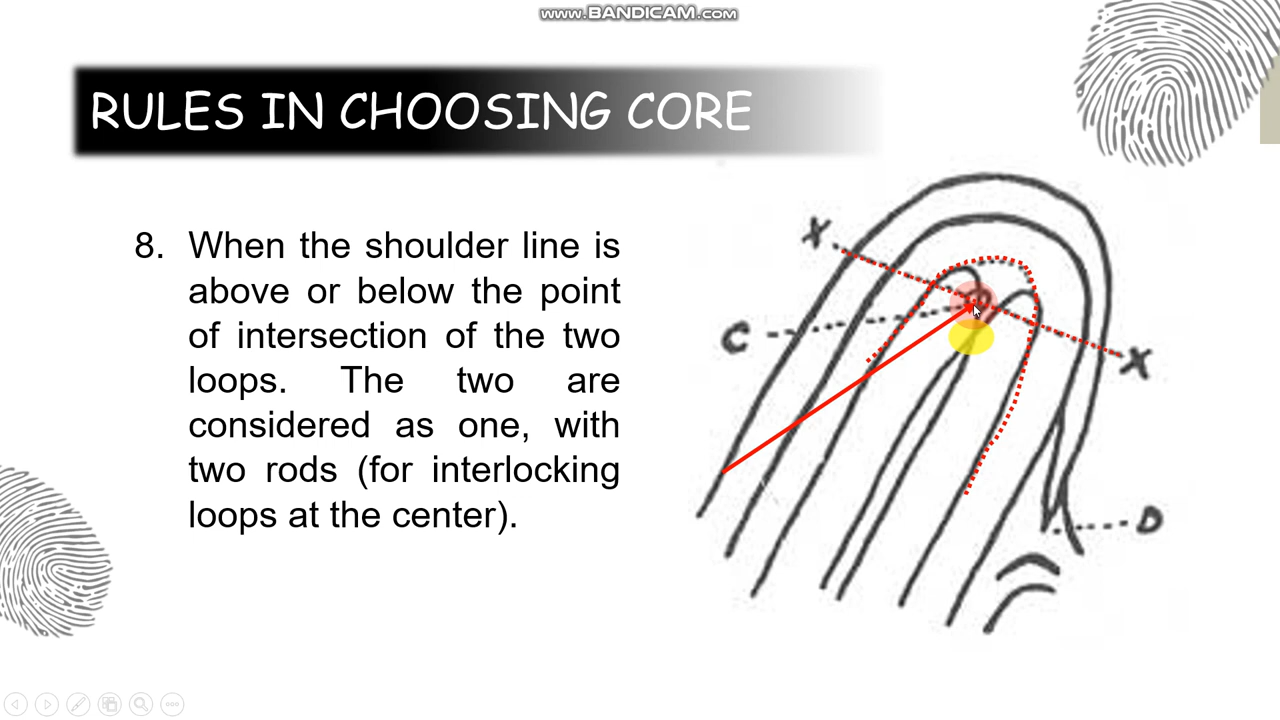 www.BANDICAM.com
RULES IN CHOOSING CORE
8. When the shoulder line is
above or below the point
of intersection of the two
loops. The two are
considered as one, with
two rods (for interlocking
loops at the center).
X
C
X
D